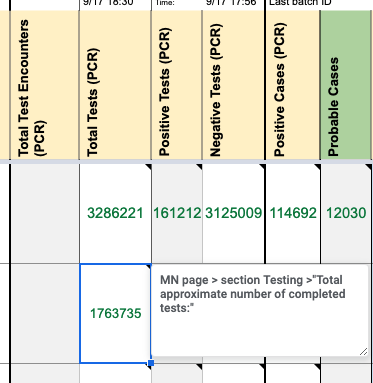 9/17 18:30 Time: 9/17 17:56 Last batch ID
Total Test Encounters
(PCR)
Total Tests (PCR)
Positive Tests (PCR)
Negative Tests (PCR)
Positive Cases (PCR)
Probable Cases
3286221 161212 3125009 114692 12030
1763735
MN page > section Testing >"Total
approximate number of completed
tests:"